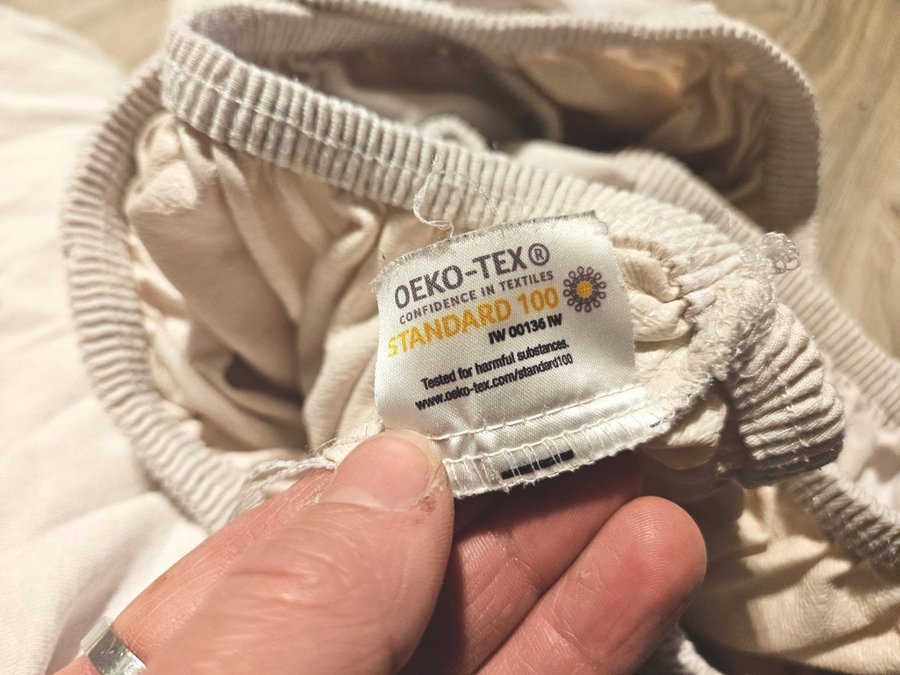 OEKO-TEX®
CONFIDENCE IN TEXTILES
STANDARD 100
IW 00136 IW
Tested for harmful substances.
www.oeko-tex.com/standard100